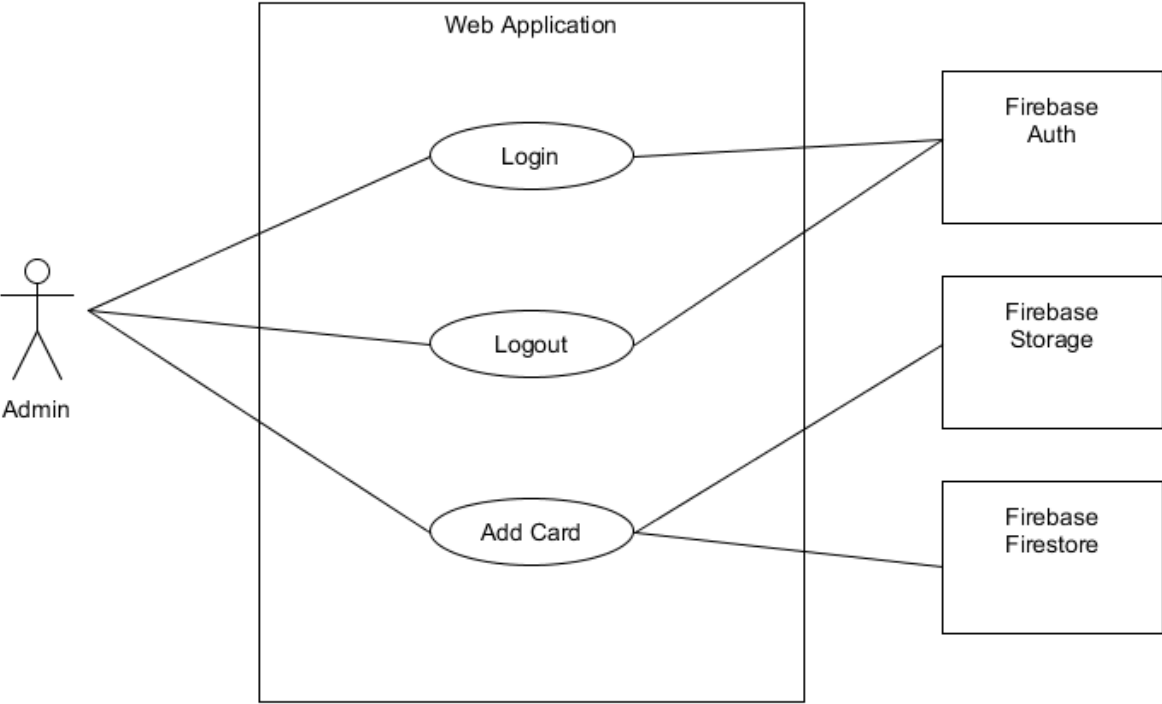 Web Application
Login
Logout
Add Card
Admin
Firebase
Auth
Firebase
Storage
Firebase
Firestore